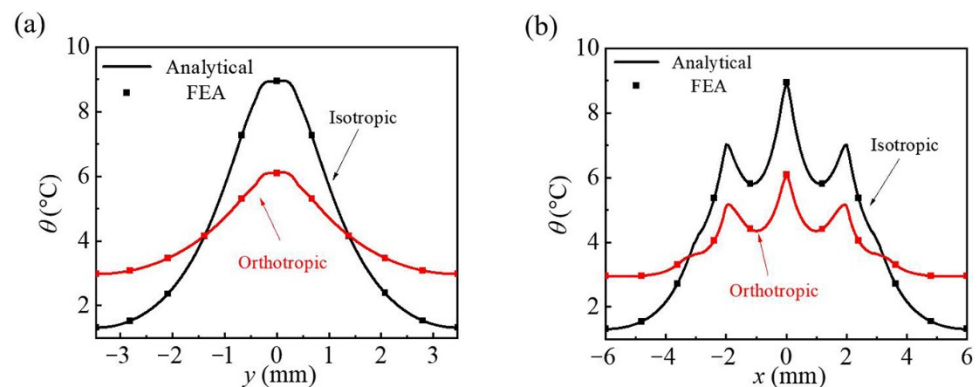 (a)
10
8
6
4
2
θ (°C)
Analytical
FEA
Isotropic
Orthotropic
−3 −2 −1 0 1 2 3
y (mm)
(b)
10
8
6
4
2
θ (°C)
Analytical
FEA
Isotropic
Orthotropic
−6 −4 −2 0 2 4 6
x (mm)